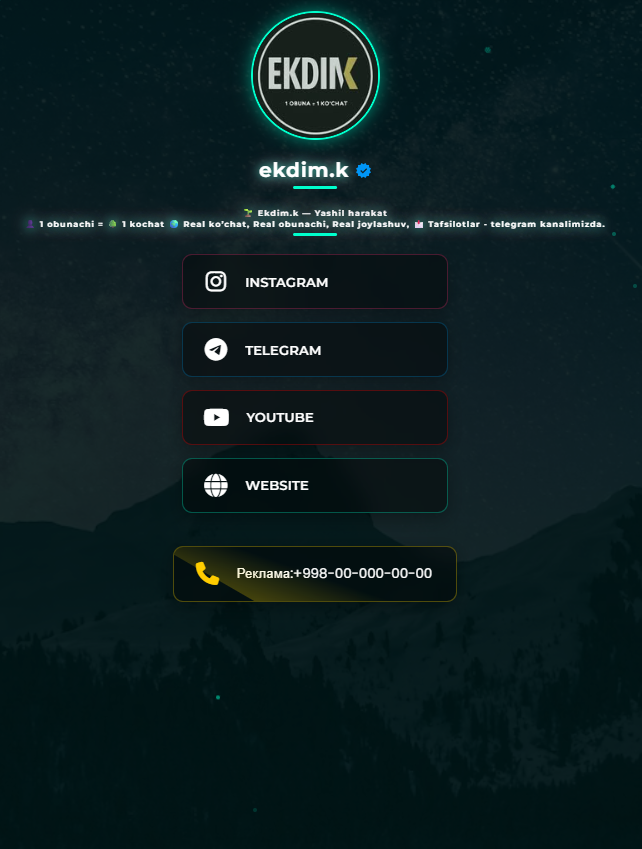 EKDIMK
1 OBUNA = 1 KO'CHAT
ekdim.k
🌱 Ekdim.k — Yashil harakat
👤 1 obunachi = 🌳 1 kochat 🌍 Real ko'chat, Real obunachi, Real joylashuv, 📩 Tafsilotlar - telegram kanalimizda.
INSTAGRAM
TELEGRAM
YOUTUBE
WEBSITE
Реклама:+998-00-000-00-00